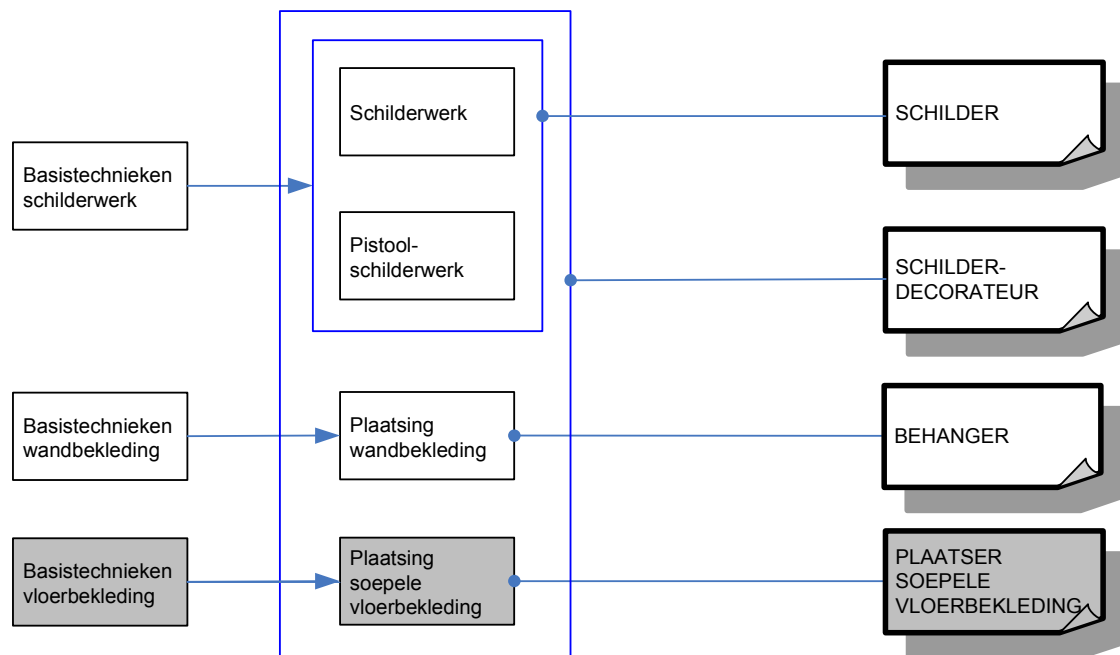 Basistechnieken
schilderwerk
Schilderwerk
Pistool-
schilderwerk
SCHILDER
SCHILDER-
DECORATEUR
Basistechnieken
wandbekleding
Plaatsing
wandbekleding
BEHANGER
Basistechnieken
vloerbekleding
Plaatsing
soepele
vloerbekleding
PLAATSER
SOEPELE
VLOERBEKLEDING